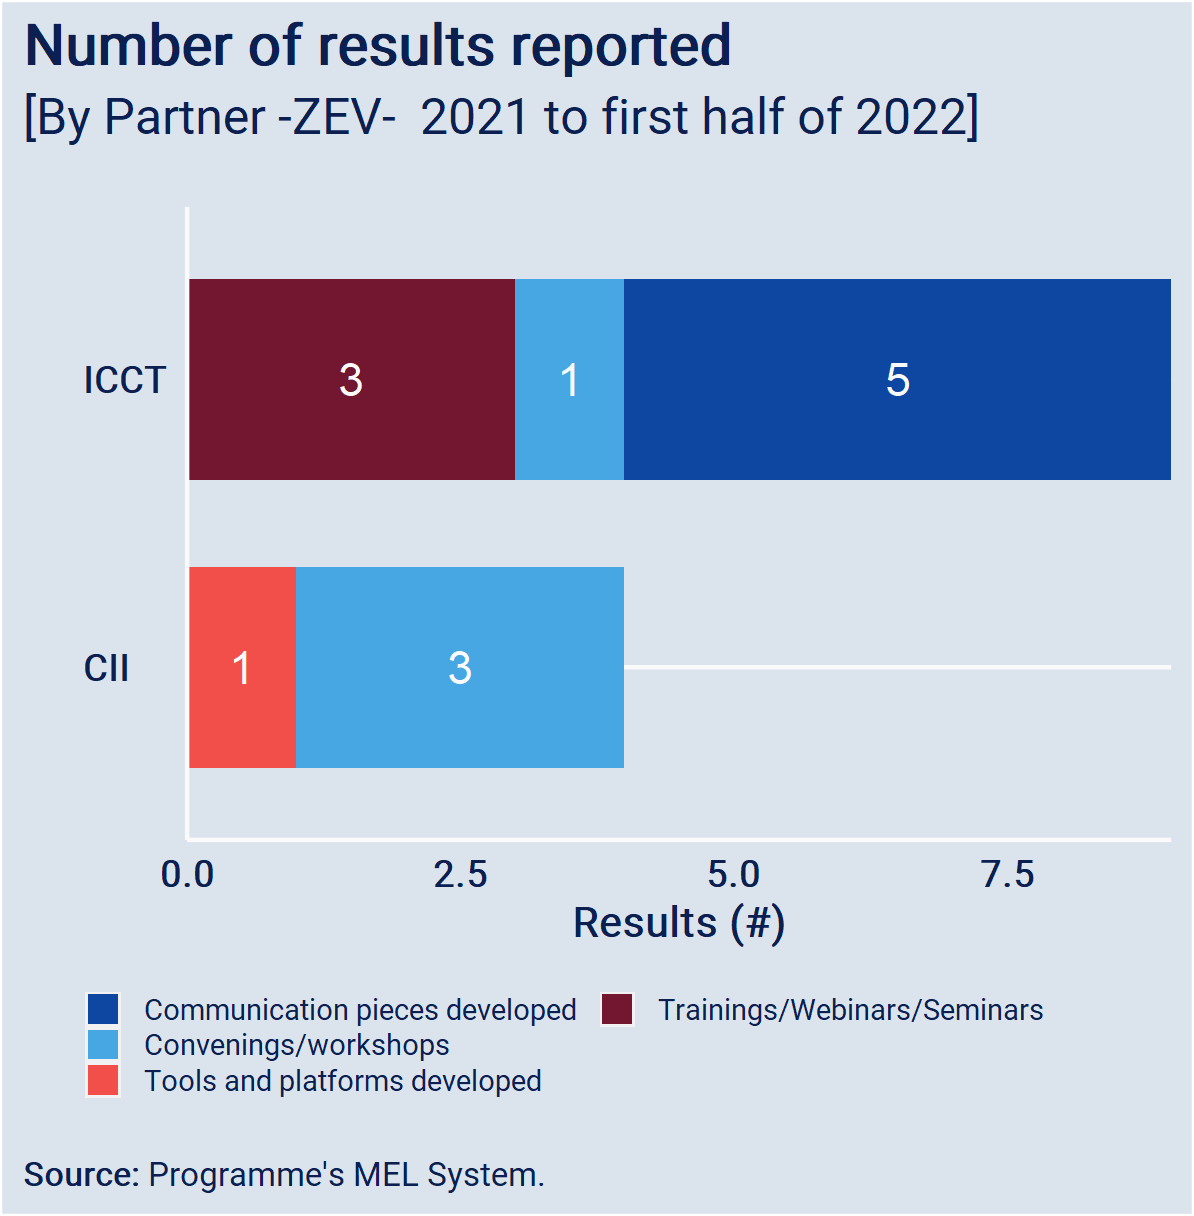 Number of results reported
[By Partner -ZEV-  2021 to first half of 2022]
ICCT
3
1
5
CII
1
3
0.0
2.5
5.0
7.5
Results (#)
Communication pieces developed
Trainings/Webinars/Seminars
Convenings/workshops
Tools and platforms developed
Source: Programme's MEL System.